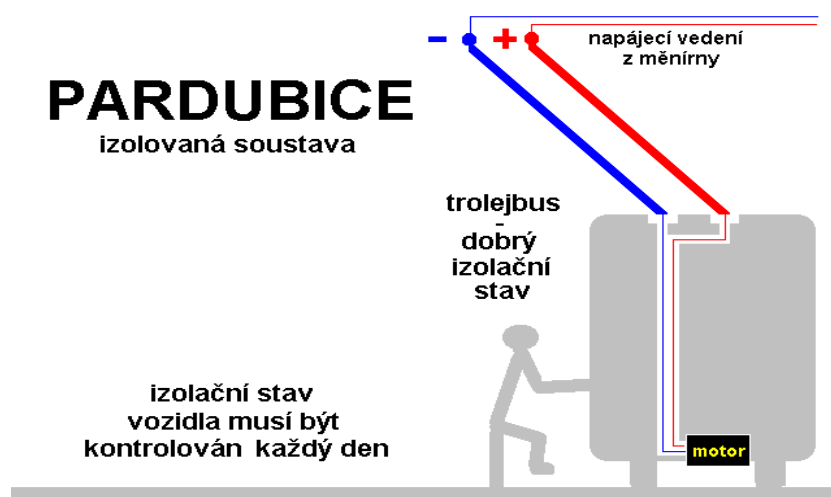 - +
napájecí vedení
z měnírny
PARDUBICE
izolovaná soustava
trolejbus
-
dobrý
izolační
stav
izolační stav
vozidla musí být
kontrolován každý den
motor